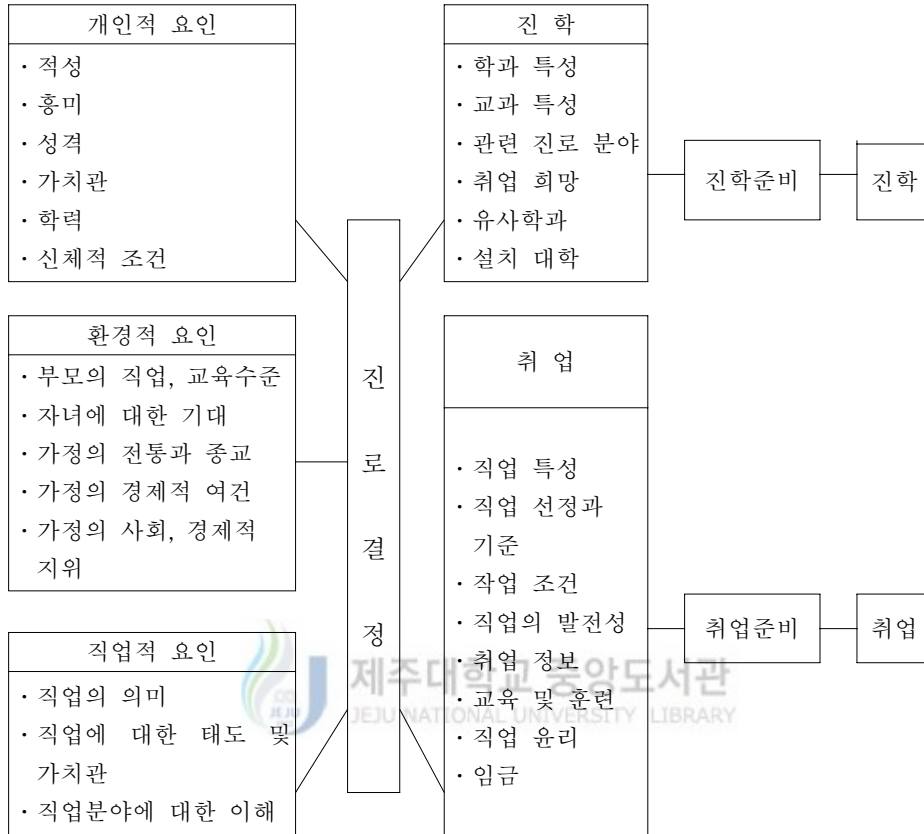 개인적 요인
· 적성
· 흥미
· 성격
· 가치관
· 학력
· 신체적 조건
환경적 요인
· 부모의 직업, 교육수준
· 자녀에 대한 기대
· 가정의 전통과 종교
· 가정의 경제적 여건
· 가정의 사회, 경제적
지위
직업적 요인
· 직업의 의미
· 직업에 대한 태도 및
가치관
· 직업분야에 대한 이해
진
로
결
정
진 학
· 학과 특성
· 교과 특성
· 관련 진로 분야
· 취업 희망
· 유사학과
· 설치 대학
진학준비
진학
취 업
· 직업 특성
· 직업 선정과
기준
· 작업 조건
· 직업의 발전성
· 취업 정보
· 교육 및 훈련
· 직업 윤리
· 임금
취업준비
취업
제주대학교 중앙도서관
JEJU NATIONAL UNIVERSITY LIBRARY
JEJU